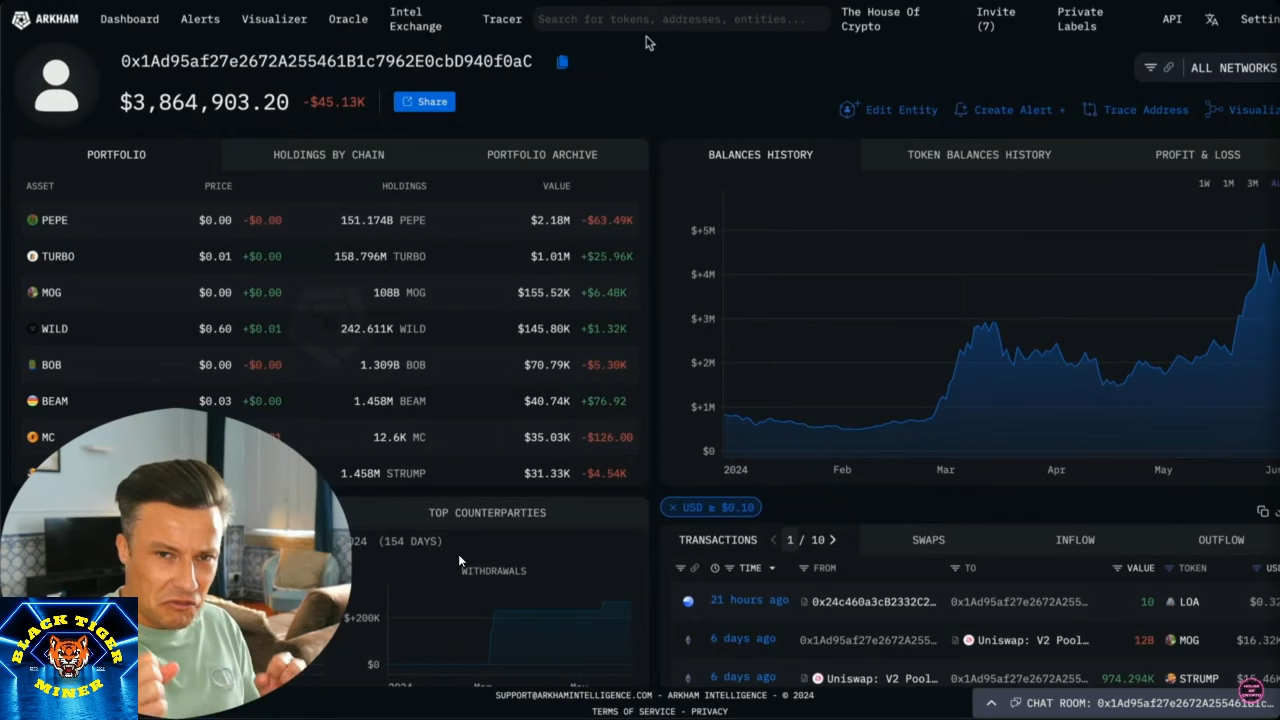 ARKHAM Dashboard Alerts Visualizer Oracle Intel Exchange Tracer Search for tokens, addresses, entities... The House Of Crypto Invite (7) Private Labels API
0x1Ad95af27e2672A255461B1c7962E0cbD940f0aC
$3,864,903.20 -$45.13K Share
ALL NETWORKS
Edit Entity Create Alert + Trace Address
PORTFOLIO HOLDINGS BY CHAIN PORTFOLIO ARCHIVE
ASSET PRICE HOLDINGS VALUE
PEPE $0.00 -$0.00 151.174B PEPE $2.18M -$63.49K
TURBO $0.01 +$0.00 158.796M TURBO $1.01M +$25.96K
MOG $0.00 +$0.00 108B MOG $155.52K +$6.48K
WILD $0.60 +$0.01 242.611K WILD $145.80K +$1.32K
BOB $0.00 -$0.00 1.309B BOB $70.79K -$5.30K
BEAM $0.03 +$0.00 1.458M BEAM $40.74K +$76.92
MC 12.6K MC $35.03K -$126.00
1.458M STRUMP $31.33K -$4.54K
BALANCES HISTORY TOKEN BALANCES HISTORY PROFIT & LOSS
1W 1M 3M
$+5M
$+4M
$+3M
$+2M
$+1M
$0
2024 Feb Mar Apr May
TOP COUNTERPARTIES
(154 DAYS)
WITHDRAWALS
$+200K
$0
× USD ≥ $0.10
TRANSACTIONS < 1 / 10 > SWAPS INFLOW OUTFLOW
TIME FROM TO VALUE TOKEN
21 hours ago 0x24c460a3cB2332C2... 0x1Ad95af27e2672A255... 10 LOA
6 days ago 0x1Ad95af27e2672A255... Uniswap: V2 Pool... 12B MOG
6 days ago Uniswap: V2 Pool... 0x1Ad95af27e2672A255... 974.294K STRUMP
SUPPORT@ARKHAMINTELLIGENCE.COM - ARKHAM INTELLIGENCE - © 2024
TERMS OF SERVICE - PRIVACY
CHAT ROOM: 0x1Ad95af27e2672A255461B1c...
BLACK TIGER
MINER